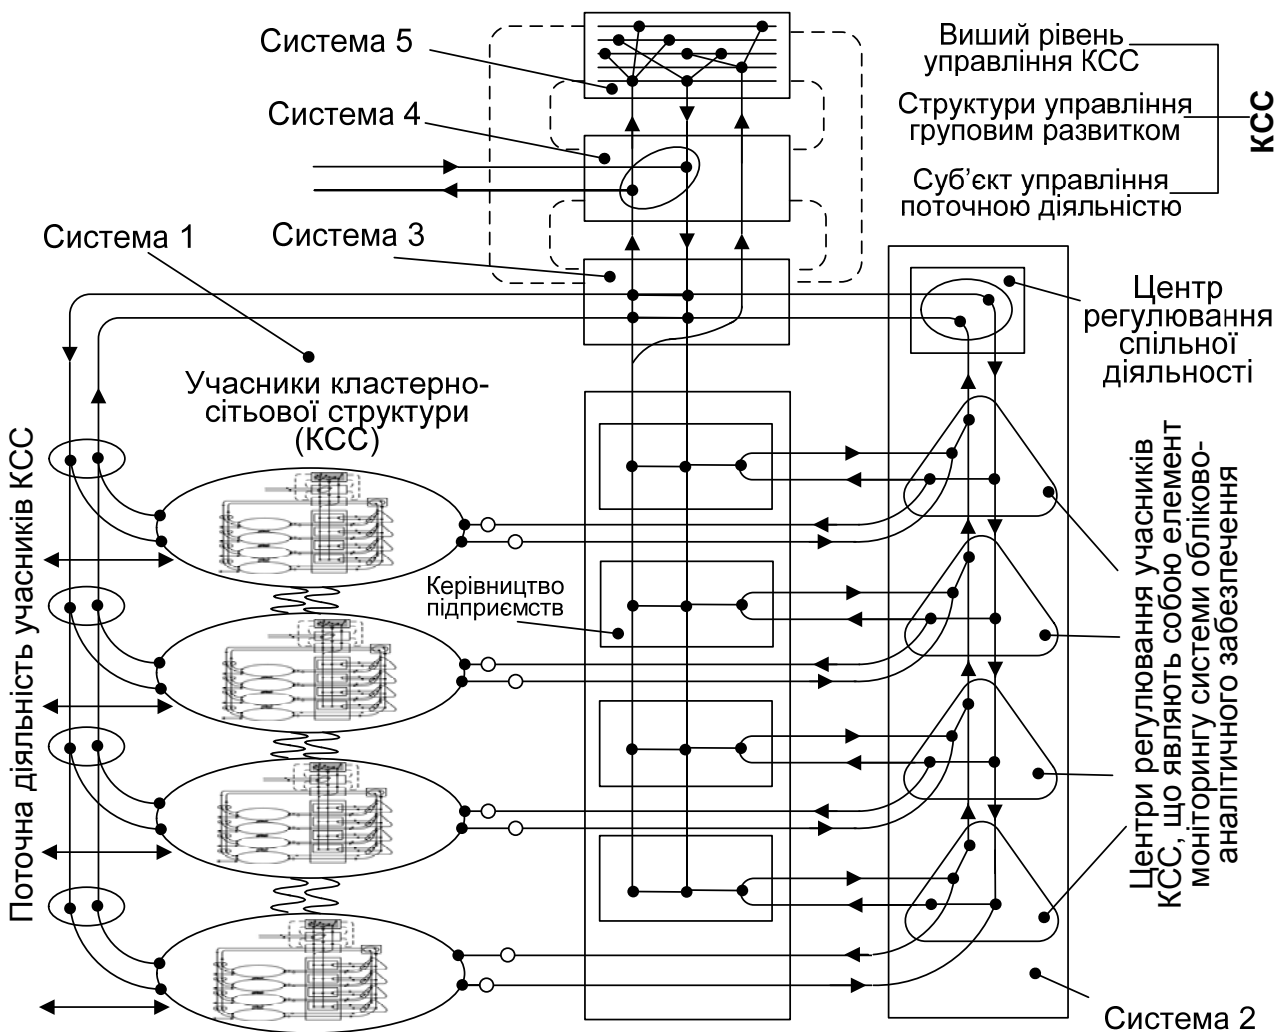 Система 5
Система 4
Система 3
Система 1
Виший рівень
управління КСС
Структури управління
груповим развитком
Суб’єкт управління
поточною діяльністю
КСС
Центр
регулювання
спільної
діяльності
Учасники кластерно-
сітьової структури
(КСС)
Керівництво
підприємств
Поточна діяльність учасників КСС
Центри регулювання учасників
КСС, що являють собою елемент
моніторингу системи обліково-
аналітичного забезпечення
Система 2